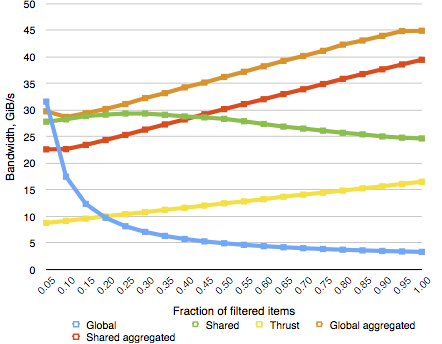 50
45
40
35
30
25
20
15
10
5
0
Bandwidth, GiB/s
0.05 0.10 0.15 0.20 0.25 0.30 0.35 0.40 0.45 0.50 0.55 0.60 0.65 0.70 0.75 0.80 0.85 0.90 0.95 1.00
Fraction of filtered items
Global Shared Thrust Global aggregated
Shared aggregated